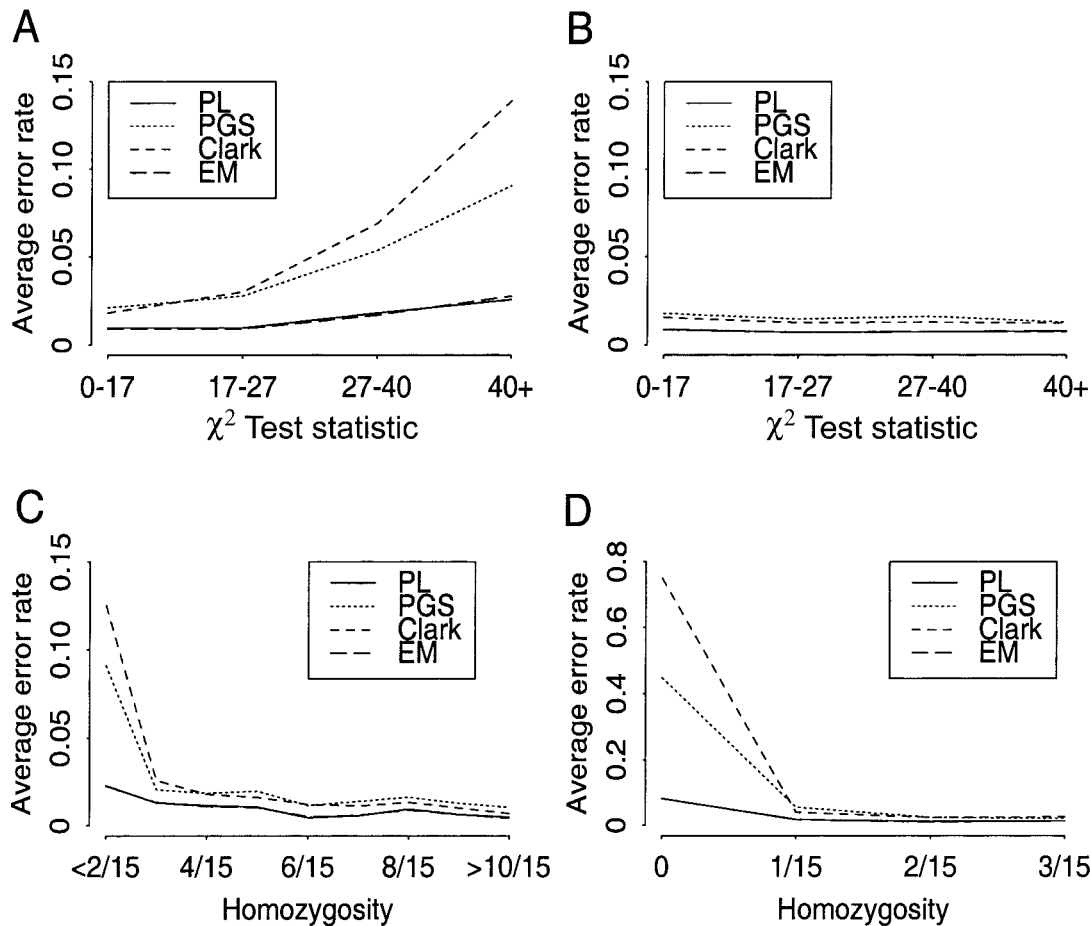 A
Average error rate
0.15
0.10
0.05
0
PL
PGS
Clark
EM
0-17 17-27 27-40 40+
χ² Test statistic
B
Average error rate
0.15
0.10
0.05
0
PL
PGS
Clark
EM
0-17 17-27 27-40 40+
χ² Test statistic
C
Average error rate
0.15
0.10
0.05
0
PL
PGS
Clark
EM
<2/15 4/15 6/15 8/15 >10/15
Homozygosity
D
Average error rate
0.8
0.6
0.4
0.2
0
PL
PGS
Clark
EM
0 1/15 2/15 3/15
Homozygosity